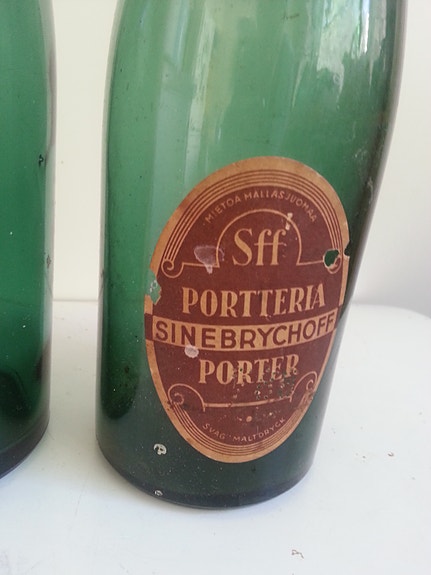 MIETOA MALLASJUOMAA
Sff
PORTTERIA
SINEBRYCHOFF
PORTER
SVAG MALTDRYCK